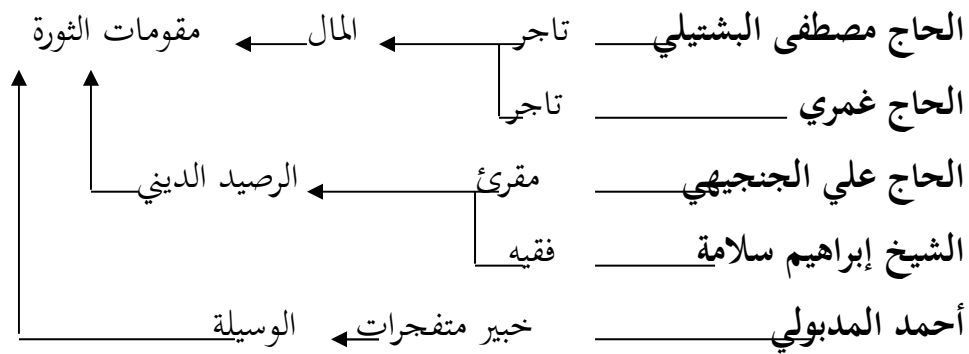 الحاج مصطفى البشتيلي تاجر المال مقومات الثورة
الحاج غمري تاجر
الحاج علي الجنجيهي مقرئ الرصيد الديني
الشيخ إبراهيم سلامة فقيه
أحمد المدبولي خبير متفجرات الوسيلة